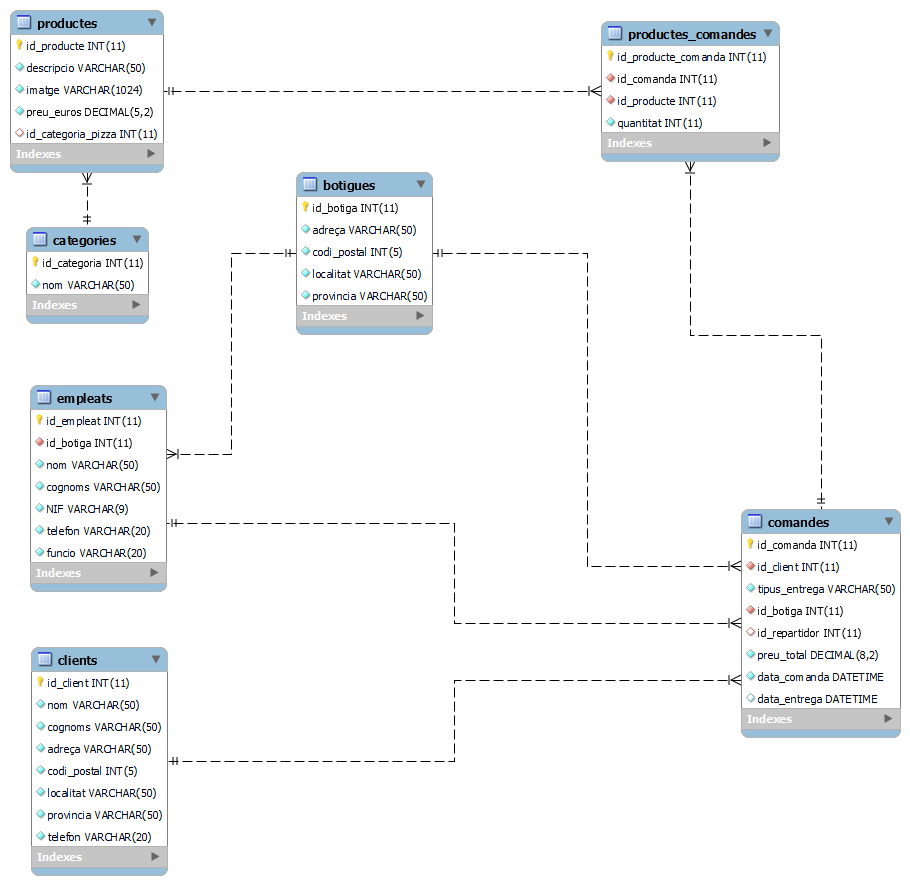 productes
id_producte INT(11)
descripcio VARCHAR(50)
imatge VARCHAR(1024)
preu_euros DECIMAL(5,2)
id_categoria_pizza INT(11)
Indexes
productes_comandes
id_producte_comanda INT(11)
id_comanda INT(11)
id_producte INT(11)
quantitat INT(11)
Indexes
categories
id_categoria INT(11)
nom VARCHAR(50)
Indexes
botigues
id_botiga INT(11)
adreça VARCHAR(50)
codi_postal INT(5)
localitat VARCHAR(50)
provincia VARCHAR(50)
Indexes
empleats
id_empleat INT(11)
id_botiga INT(11)
nom VARCHAR(50)
cognoms VARCHAR(50)
NIF VARCHAR(9)
telefon VARCHAR(20)
funcio VARCHAR(20)
Indexes
comandes
id_comanda INT(11)
id_client INT(11)
tipus_entrega VARCHAR(50)
id_botiga INT(11)
id_repartidor INT(11)
preu_total DECIMAL(8,2)
data_comanda DATETIME
data_entrega DATETIME
Indexes
clients
id_client INT(11)
nom VARCHAR(50)
cognoms VARCHAR(50)
adreça VARCHAR(50)
codi_postal INT(5)
localitat VARCHAR(50)
provincia VARCHAR(50)
telefon VARCHAR(20)
Indexes